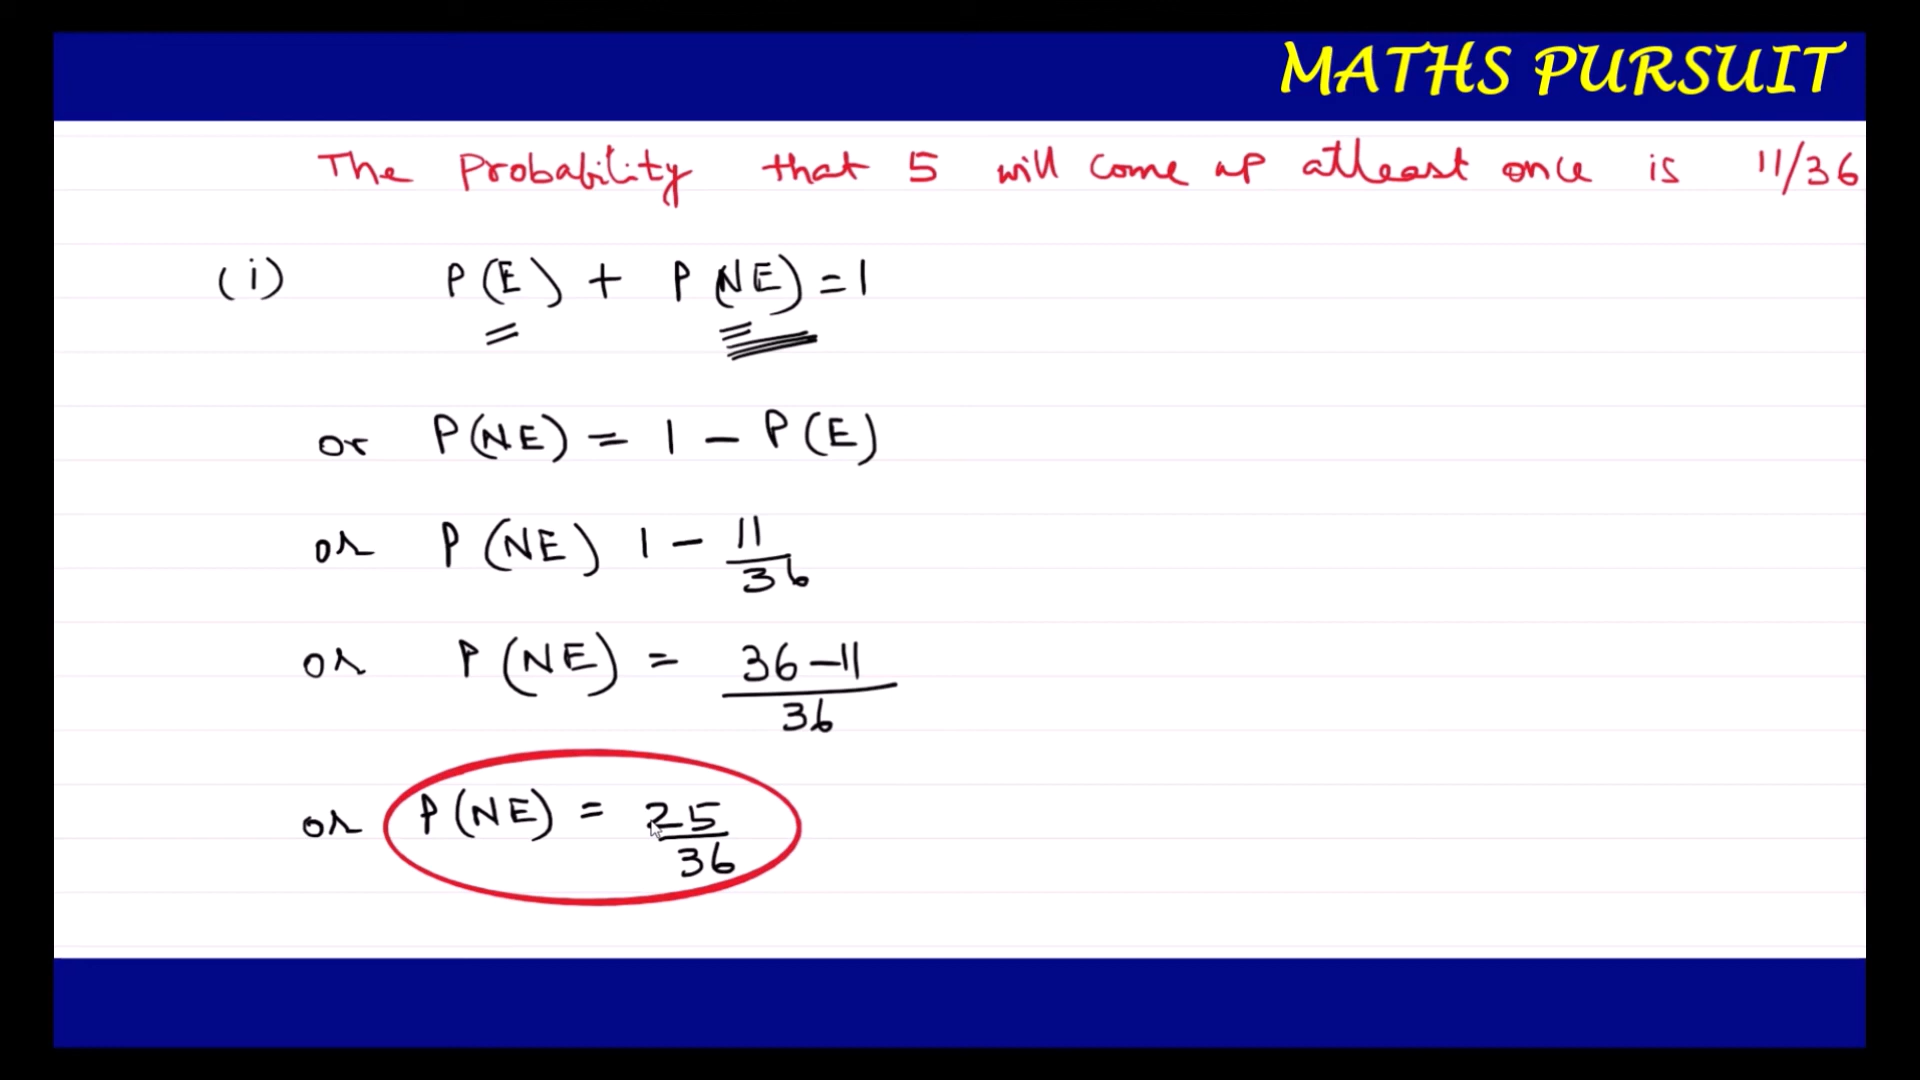 MATHS PURSUIT
The Probability that 5 will come up atleast once is 11/36
(i) P(E) + P(NE) = 1
or P(NE) = 1 - P(E)
or P(NE) 1 - 11/36
or P(NE) = 36-11/36
or P(NE) = 25/36